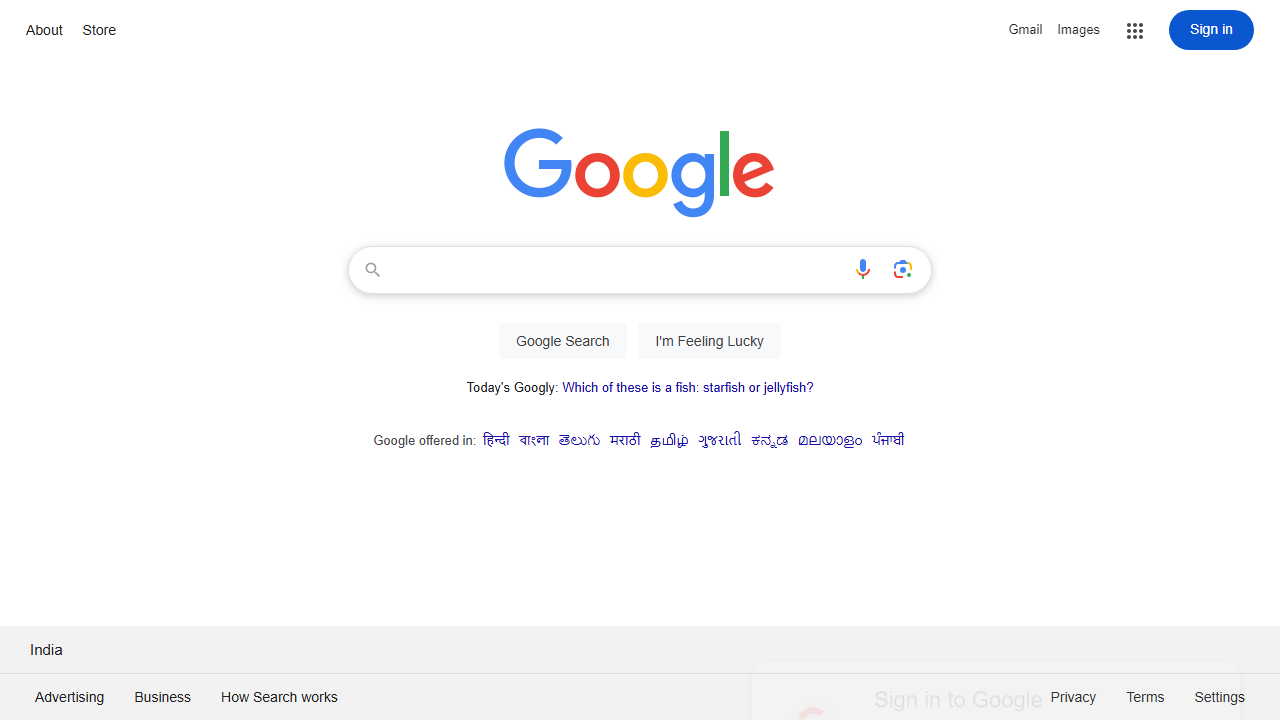 About Store
Gmail Images Sign in
Google
Google Search I'm Feeling Lucky
Today's Googly: Which of these is a fish: starfish or jellyfish?
Google offered in: हिन्दी বাংলা తెలుగు मराठी தமிழ் ગુજરાતી ಕನ್ನಡ മലയാളം ਪੰਜਾਬੀ
India
Sign in to Google
Advertising Business How Search works Privacy Terms Settings